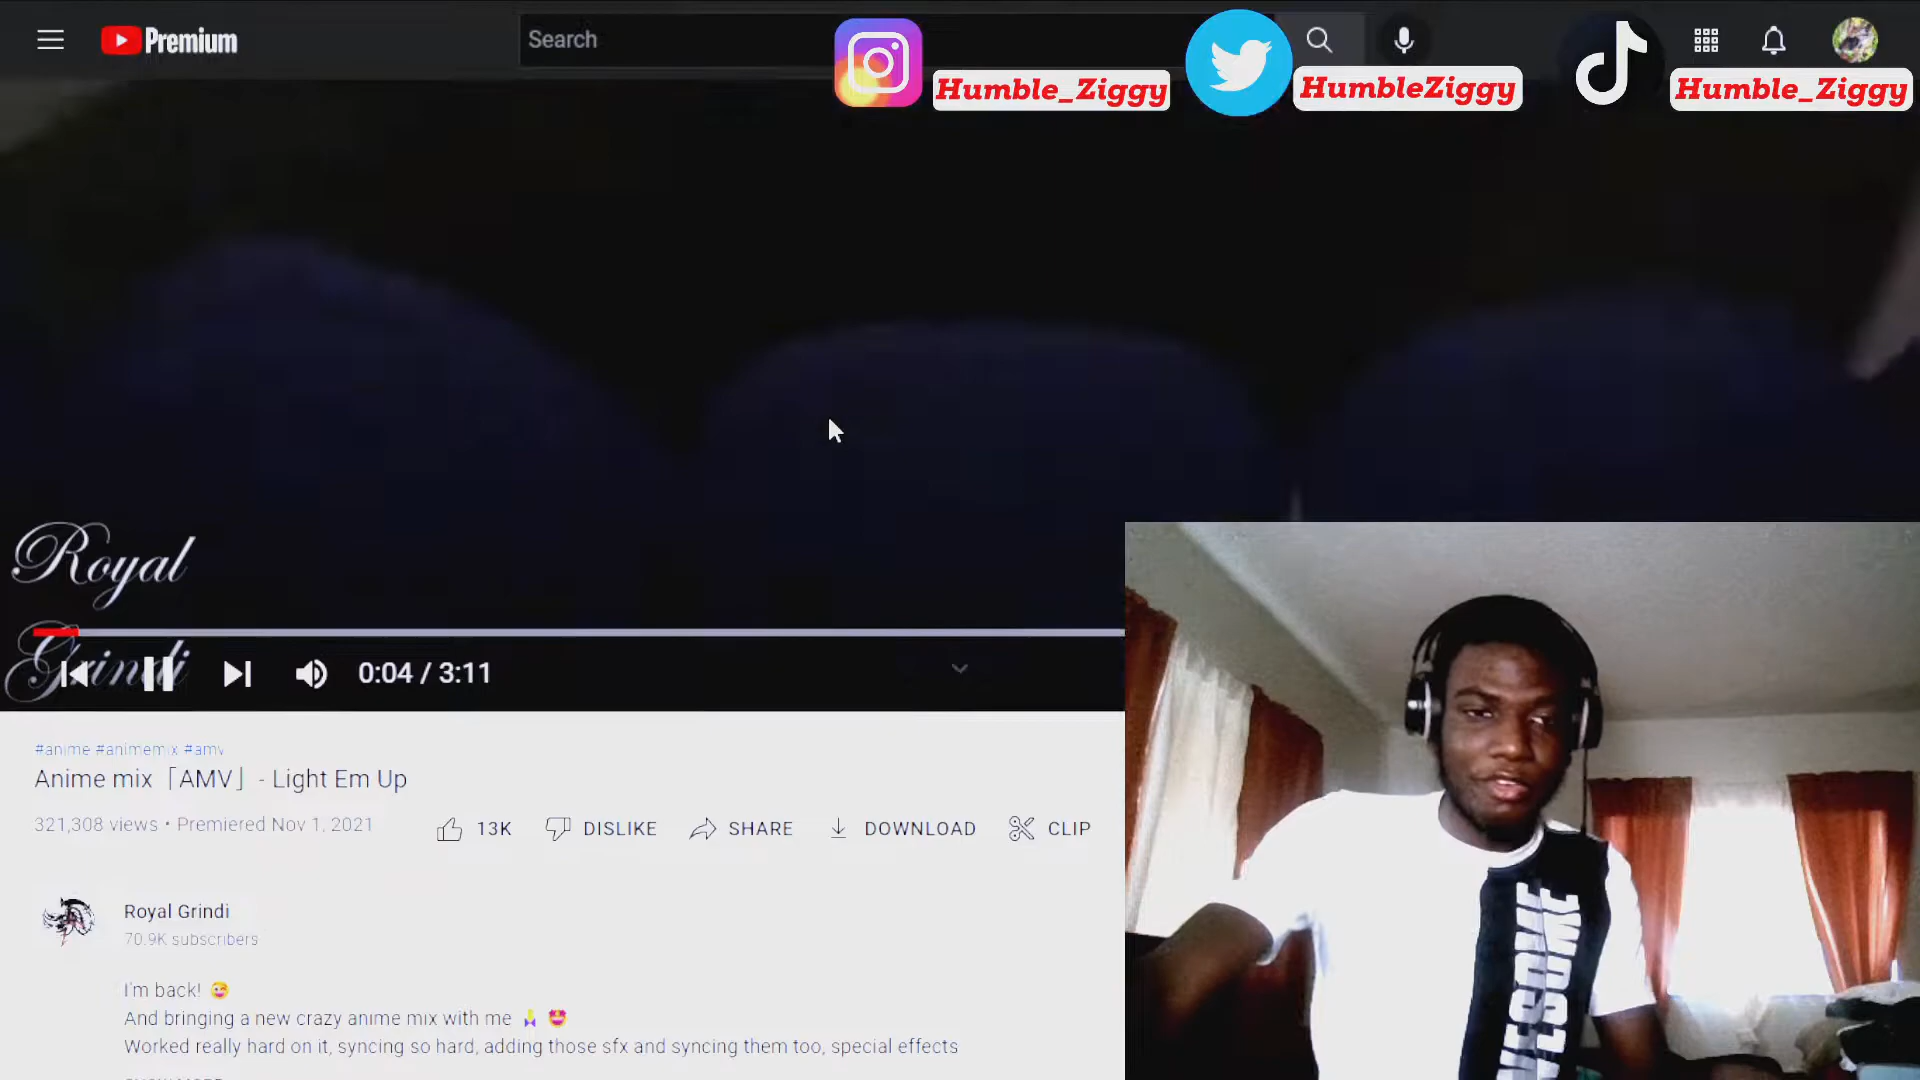 Premium
Search
Humble_Ziggy
HumbleZiggy
Humble_Ziggy
Royal
Grindi
0:04 / 3:11
#anime #animemix #amv
Anime mix「AMV」 - Light Em Up
321,308 views • Premiered Nov 1, 2021
13K
DISLIKE
SHARE
DOWNLOAD
CLIP
Royal Grindi
70.9K subscribers
I'm back! 😄
And bringing a new crazy anime mix with me 🙏 🤩
Worked really hard on it, syncing so hard, adding those sfx and syncing them too, special effects
AWESOME